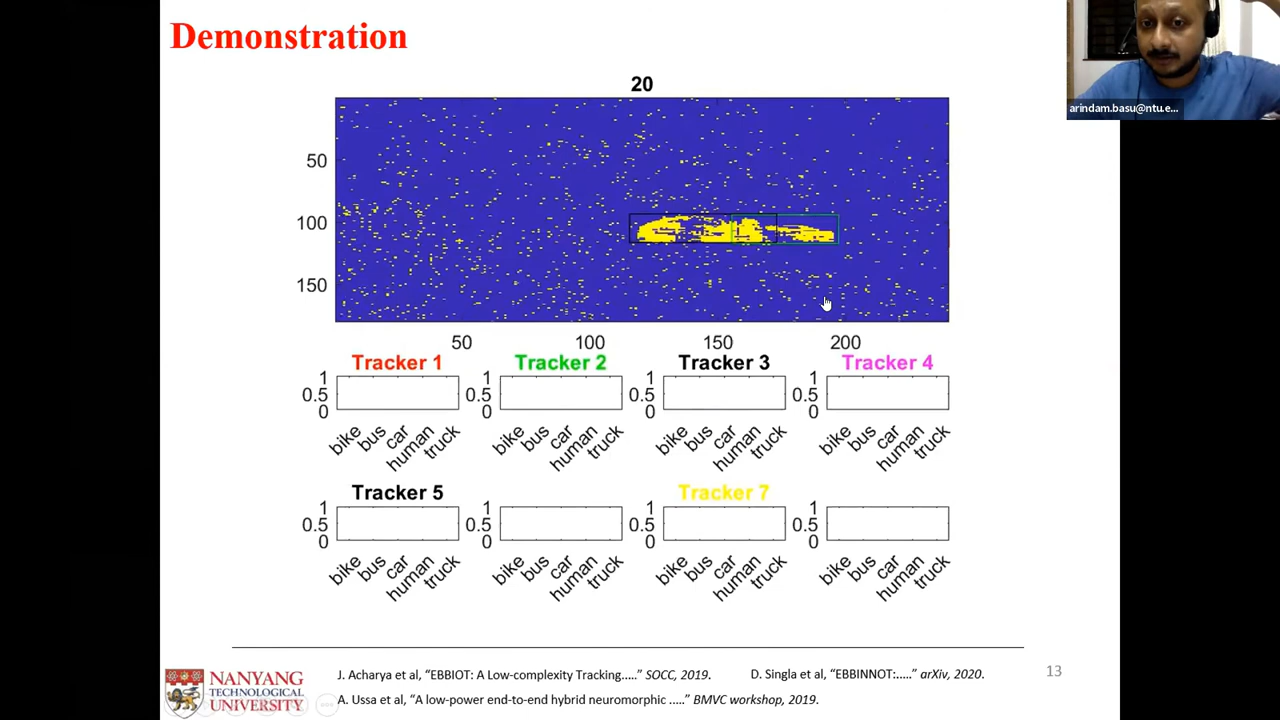 Demonstration
arindam.basu@ntu.e...
20
50
100
150
50 100 150 200
Tracker 1 Tracker 2 Tracker 3 Tracker 4
1 1 1 1
0.5 0.5 0.5 0.5
0 0 0 0
bike bus car human truck bike bus car human truck bike bus car human truck bike bus car human truck
Tracker 5 Tracker 7
1 1 1 1
0.5 0.5 0.5 0.5
0 0 0 0
bike bus car human truck bike bus car human truck bike bus car human truck bike bus car human truck
NANYANG
TECHNOLOGICAL
UNIVERSITY
J. Acharya et al, “EBBIOT: A Low-complexity Tracking.....” SOCC, 2019. D. Singla et al, “EBBINNOT:.....” arXiv, 2020.
A. Ussa et al, “A low-power end-to-end hybrid neuromorphic .....” BMVC workshop, 2019.
13